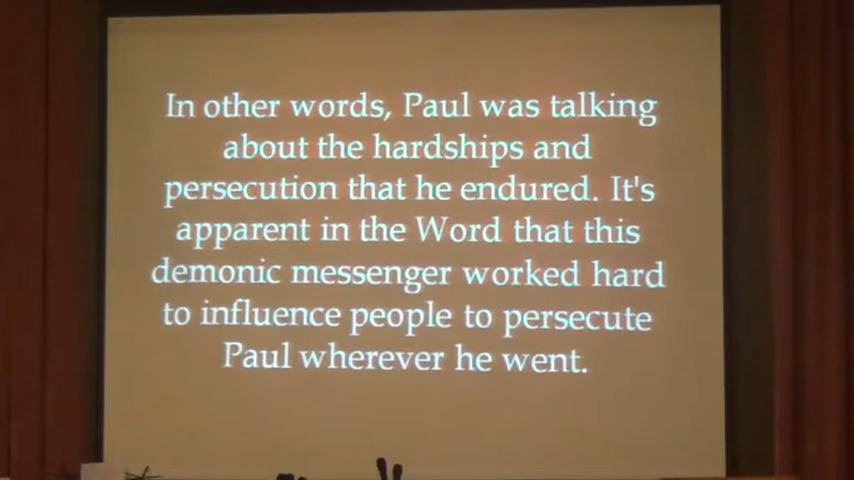 In other words, Paul was talking
about the hardships and
persecution that he endured. It's
apparent in the Word that this
demonic messenger worked hard
to influence people to persecute
Paul wherever he went.